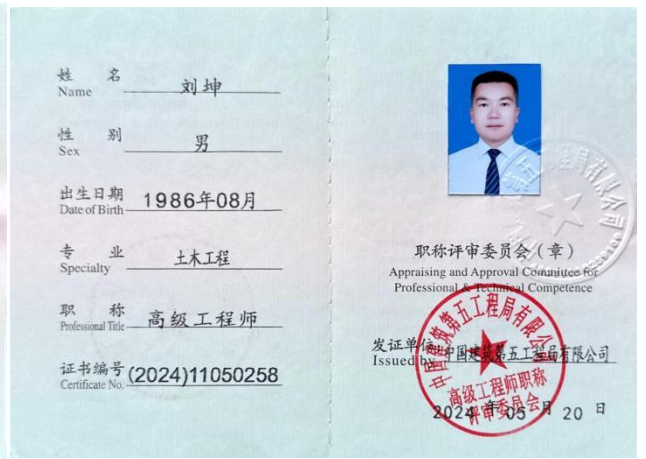 姓 名 刘坤
Name
性 别 男
Sex
出生日期 1986年08月
Date of Birth
专 业 土木工程
Specialty
职 称 高级工程师
Professional Title
证书编号 (2024)11050258
Certificate No.
职称评审委员会（章）
Appraising and Approval Committee for
Professional & Technical Competence
发证单位 中国建筑第五工程局有限公司
Issued by
2024 年 05 月 20 日
中国建筑第五工程局有限公司
高级工程师职称
评审委员会